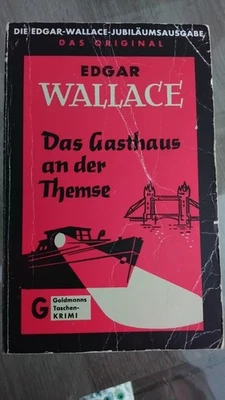 DIE EDGAR-WALLACE-JUBILÄUMSAUSGABE
DAS ORIGINAL
EDGAR
WALLACE
Das Gasthaus
an der
Themse
G
Goldmanns
Taschen-
KRIMI